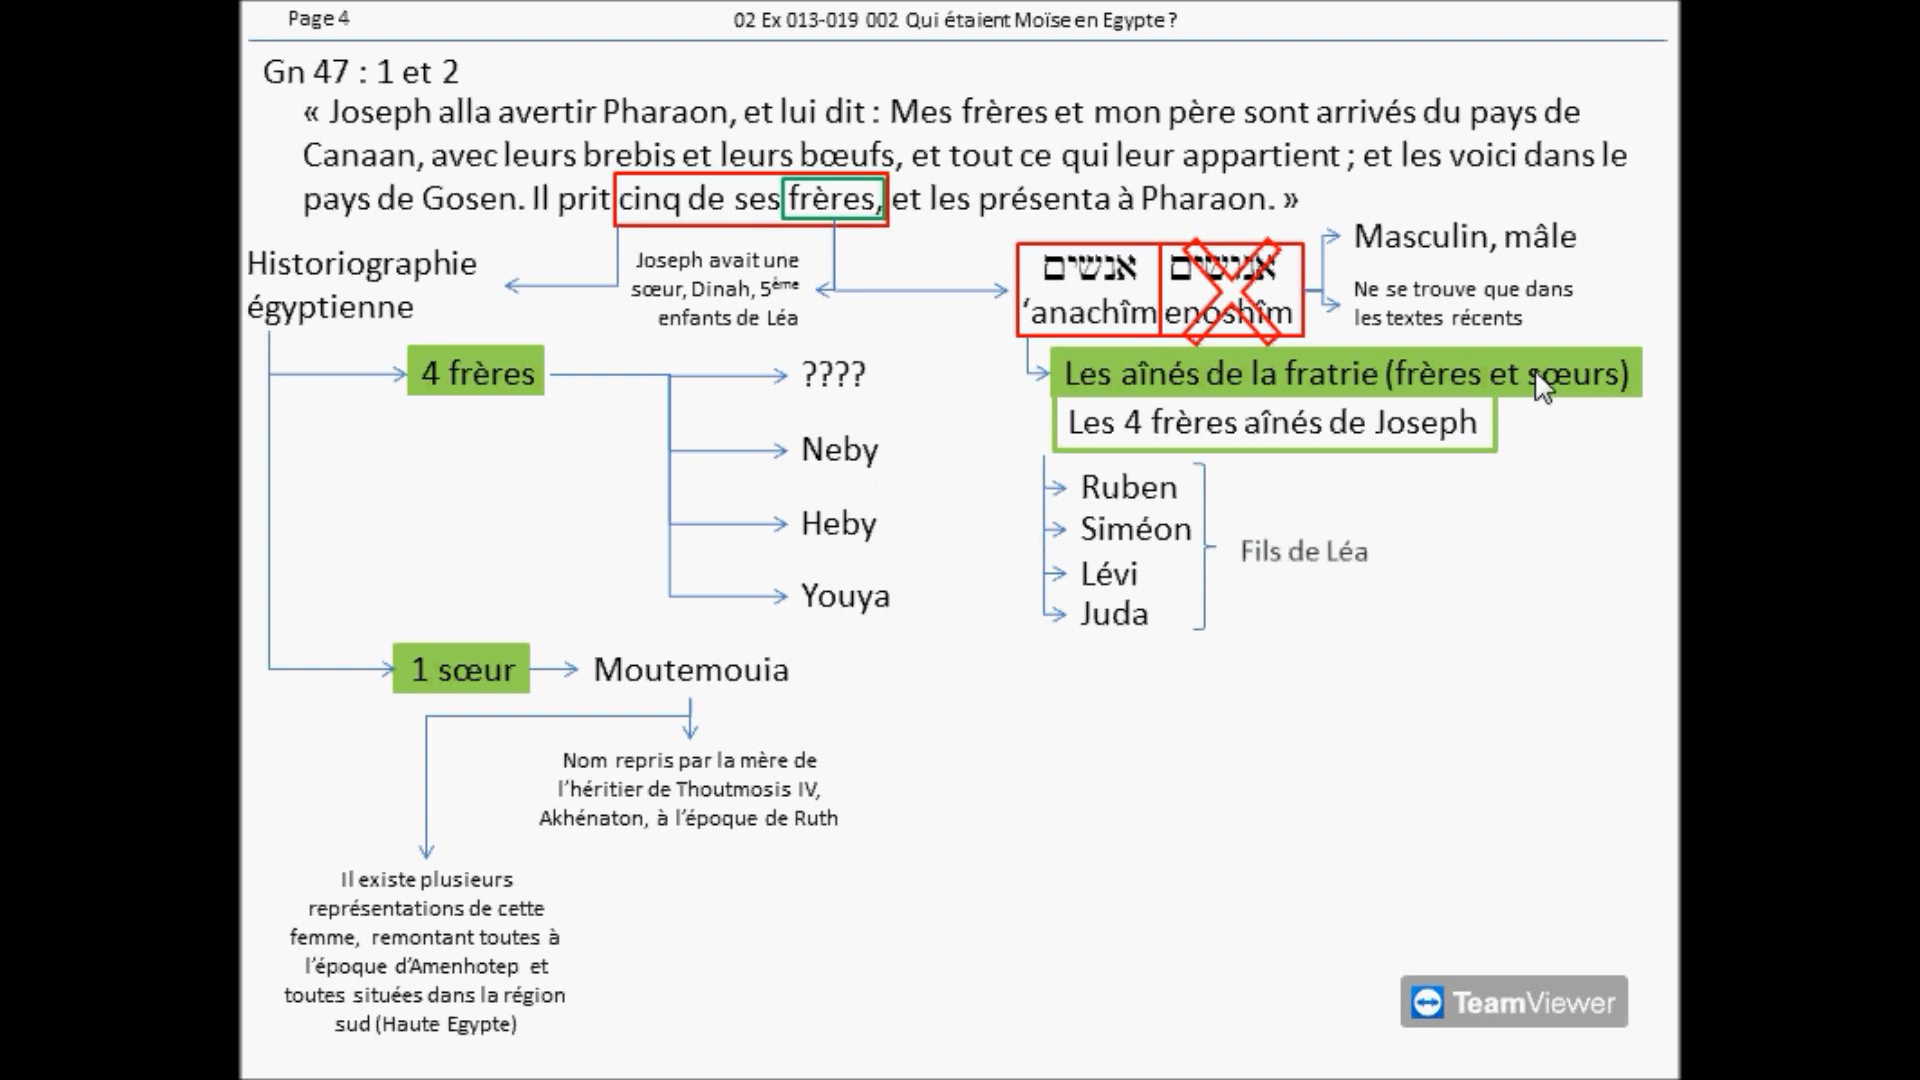 Page 4
02 Ex 013-019 002 Qui étaient Moïse en Egypte ?
Gn 47 : 1 et 2
« Joseph alla avertir Pharaon, et lui dit : Mes frères et mon père sont arrivés du pays de
Canaan, avec leurs brebis et leurs bœufs, et tout ce qui leur appartient ; et les voici dans le
pays de Gosen. Il prit cinq de ses frères, et les présenta à Pharaon. »
Historiographie
égyptienne
Joseph avait une
sœur, Dinah, 5ème
enfants de Léa
אנשים
'anachîm
enoshîm
Masculin, mâle
Ne se trouve que dans
les textes récents
Les aînés de la fratrie (frères et sœurs)
Les 4 frères aînés de Joseph
4 frères
????
Neby
Heby
Youya
Ruben
Siméon
Lévi
Juda
Fils de Léa
1 sœur
Moutemouia
Nom repris par la mère de
l'héritier de Thoutmosis IV,
Akhénaton, à l'époque de Ruth
Il existe plusieurs
représentations de cette
femme, remontant toutes à
l'époque d'Amenhotep et
toutes situées dans la région
sud (Haute Egypte)
TeamViewer